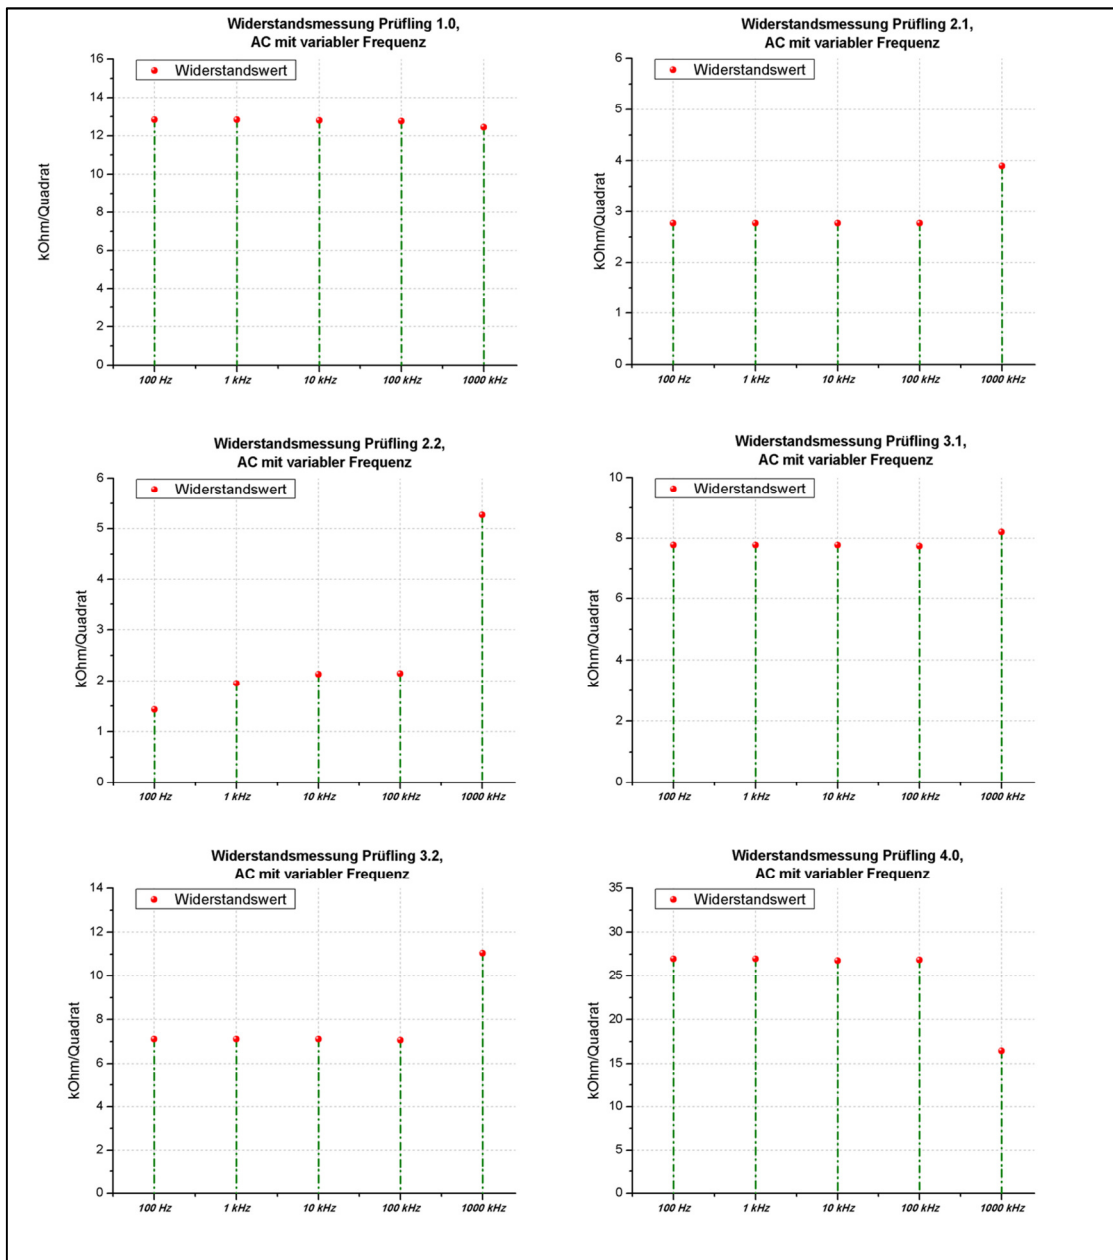 Widerstandsmessung Prüfling 1.0,
AC mit variabler Frequenz
Widerstandswert
kOhm/Quadrat
16
14
12
10
8
6
4
2
0
100 Hz 1 kHz 10 kHz 100 kHz 1000 kHz
Widerstandsmessung Prüfling 2.1,
AC mit variabler Frequenz
Widerstandswert
kOhm/Quadrat
6
5
4
3
2
1
0
100 Hz 1 kHz 10 kHz 100 kHz 1000 kHz
Widerstandsmessung Prüfling 2.2,
AC mit variabler Frequenz
Widerstandswert
kOhm/Quadrat
6
5
4
3
2
1
0
100 Hz 1 kHz 10 kHz 100 kHz 1000 kHz
Widerstandsmessung Prüfling 3.1,
AC mit variabler Frequenz
Widerstandswert
kOhm/Quadrat
10
8
6
4
2
0
100 Hz 1 kHz 10 kHz 100 kHz 1000 kHz
Widerstandsmessung Prüfling 3.2,
AC mit variabler Frequenz
Widerstandswert
kOhm/Quadrat
14
12
10
8
6
4
2
0
100 Hz 1 kHz 10 kHz 100 kHz 1000 kHz
Widerstandsmessung Prüfling 4.0,
AC mit variabler Frequenz
Widerstandswert
kOhm/Quadrat
35
30
25
20
15
10
5
0
100 Hz 1 kHz 10 kHz 100 kHz 1000 kHz